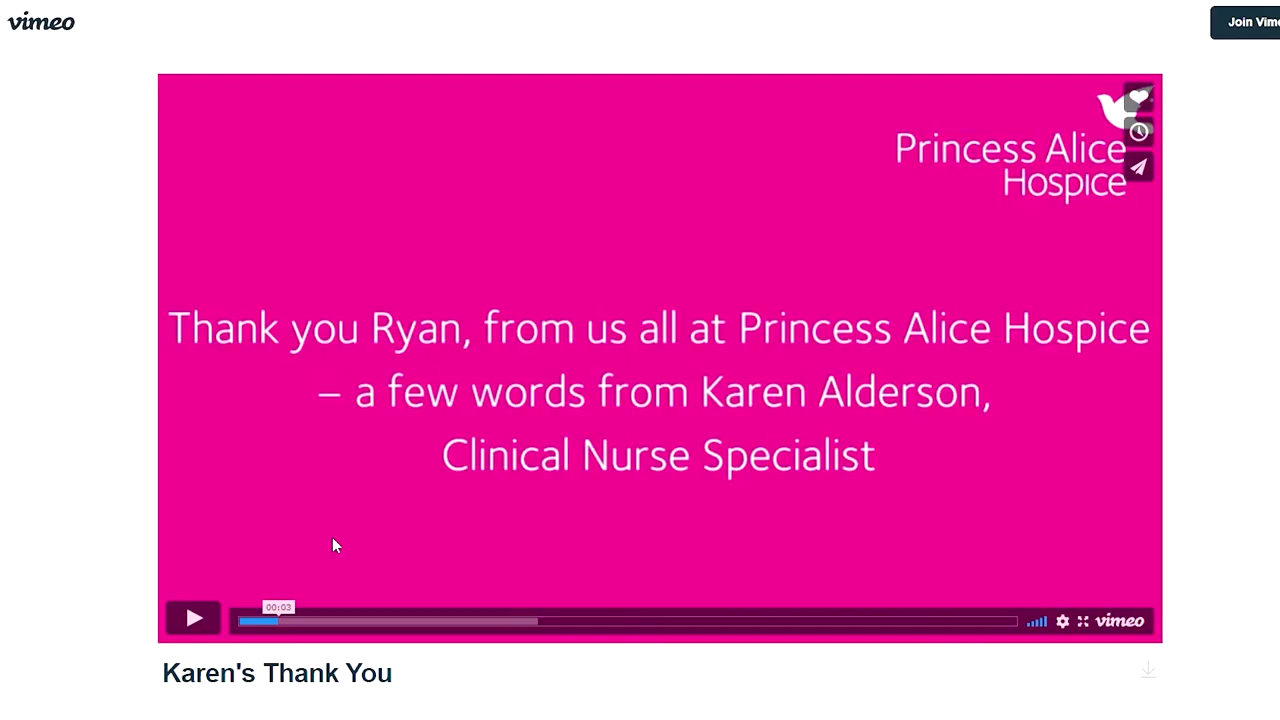 vimeo
Join Vim
Princess Alice
Hospice
Thank you Ryan, from us all at Princess Alice Hospice
– a few words from Karen Alderson,
Clinical Nurse Specialist
00:03
vimeo
Karen's Thank You